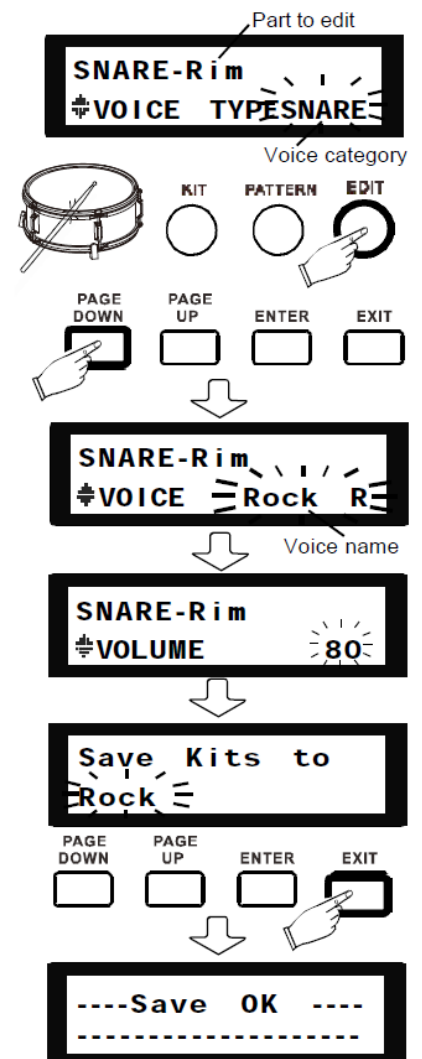 Part to edit
SNARE-Rim
VOICE TYPESNARE
Voice category
KIT PATTERN EDIT
PAGE DOWN PAGE UP ENTER EXIT
SNARE-Rim
VOICE Rock R
Voice name
SNARE-Rim
VOLUME 80
Save Kits to
Rock
PAGE DOWN PAGE UP ENTER EXIT
----Save OK ----
--------------------